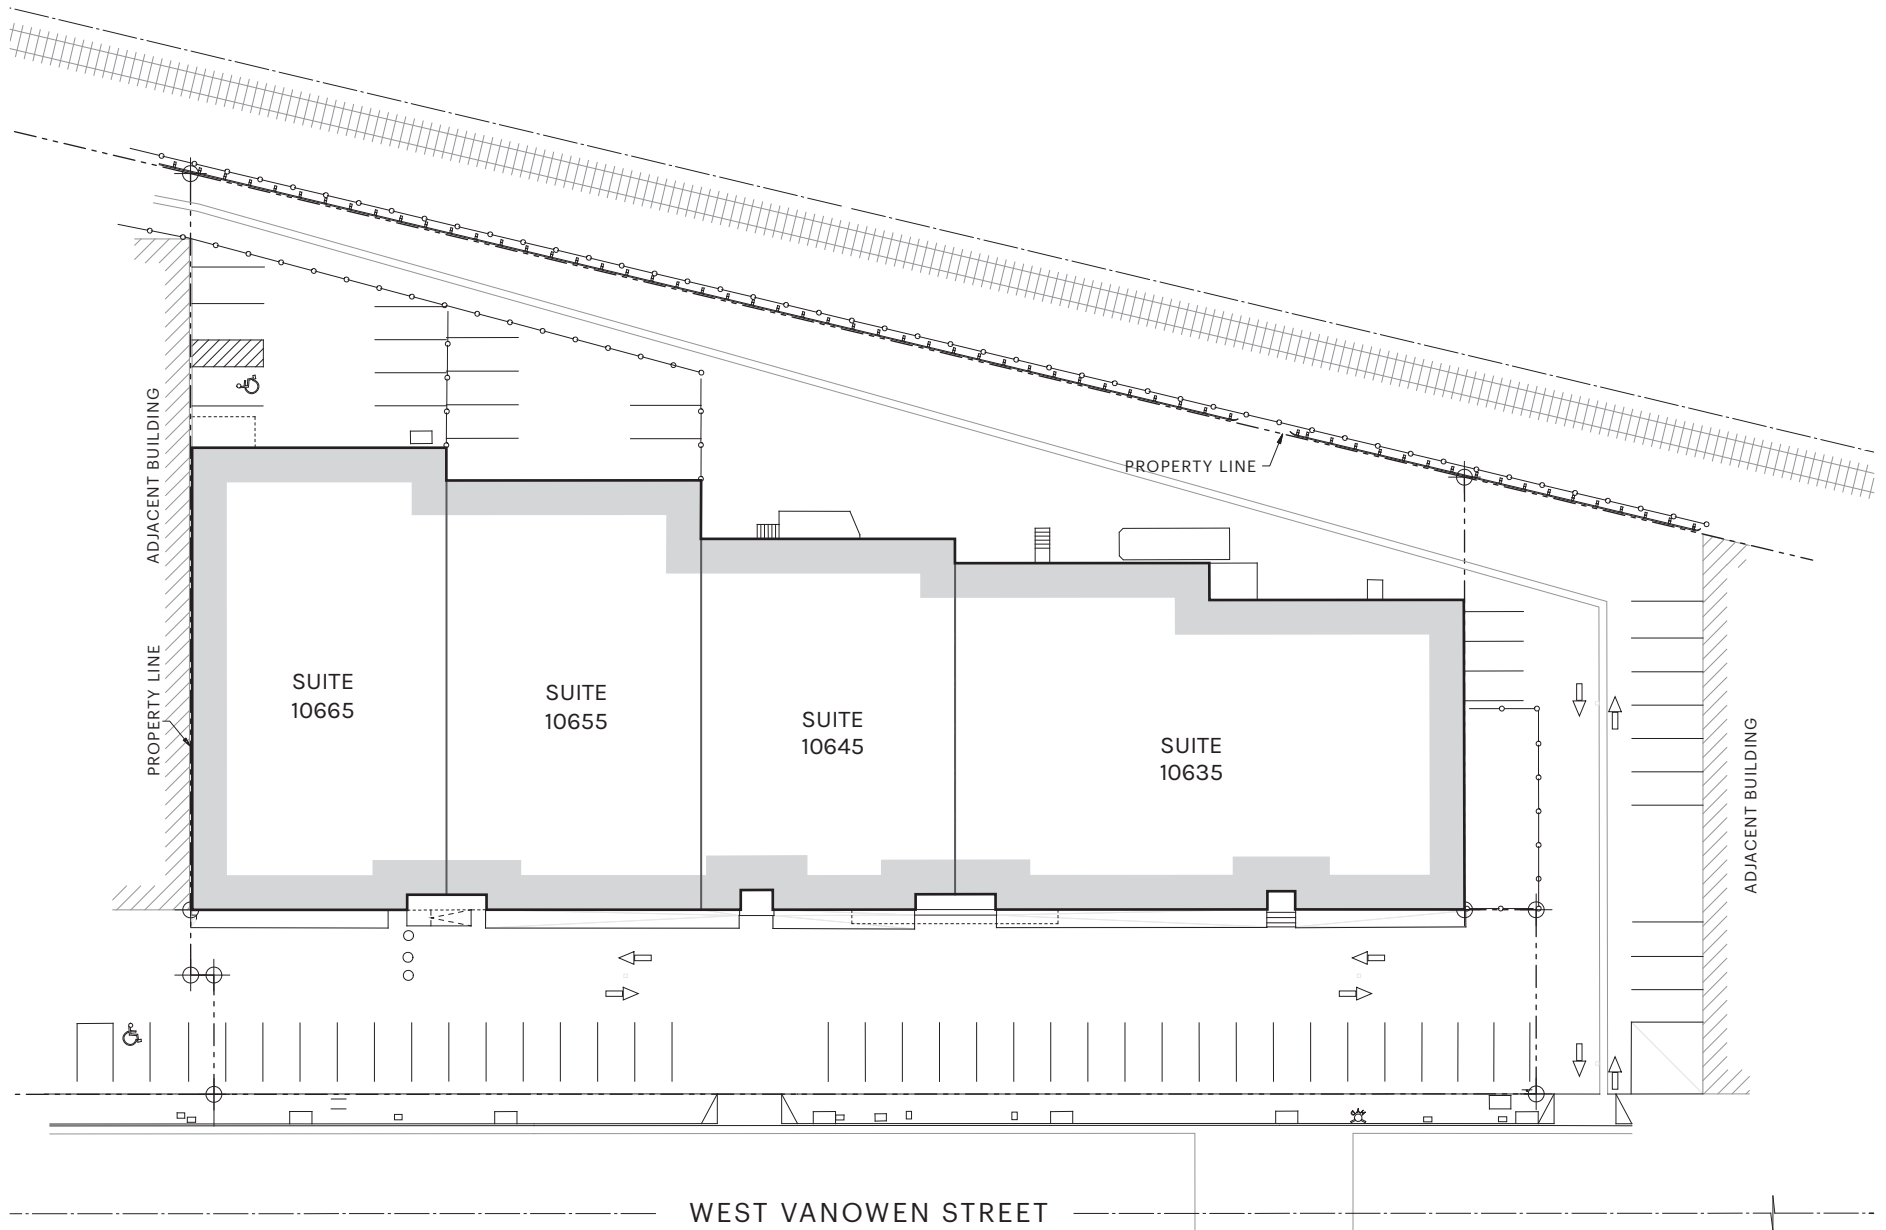 ADJACENT BUILDING
PROPERTY LINE
PROPERTY LINE
SUITE
10665
SUITE
10655
SUITE
10645
SUITE
10635
ADJACENT BUILDING
WEST VANOWEN STREET